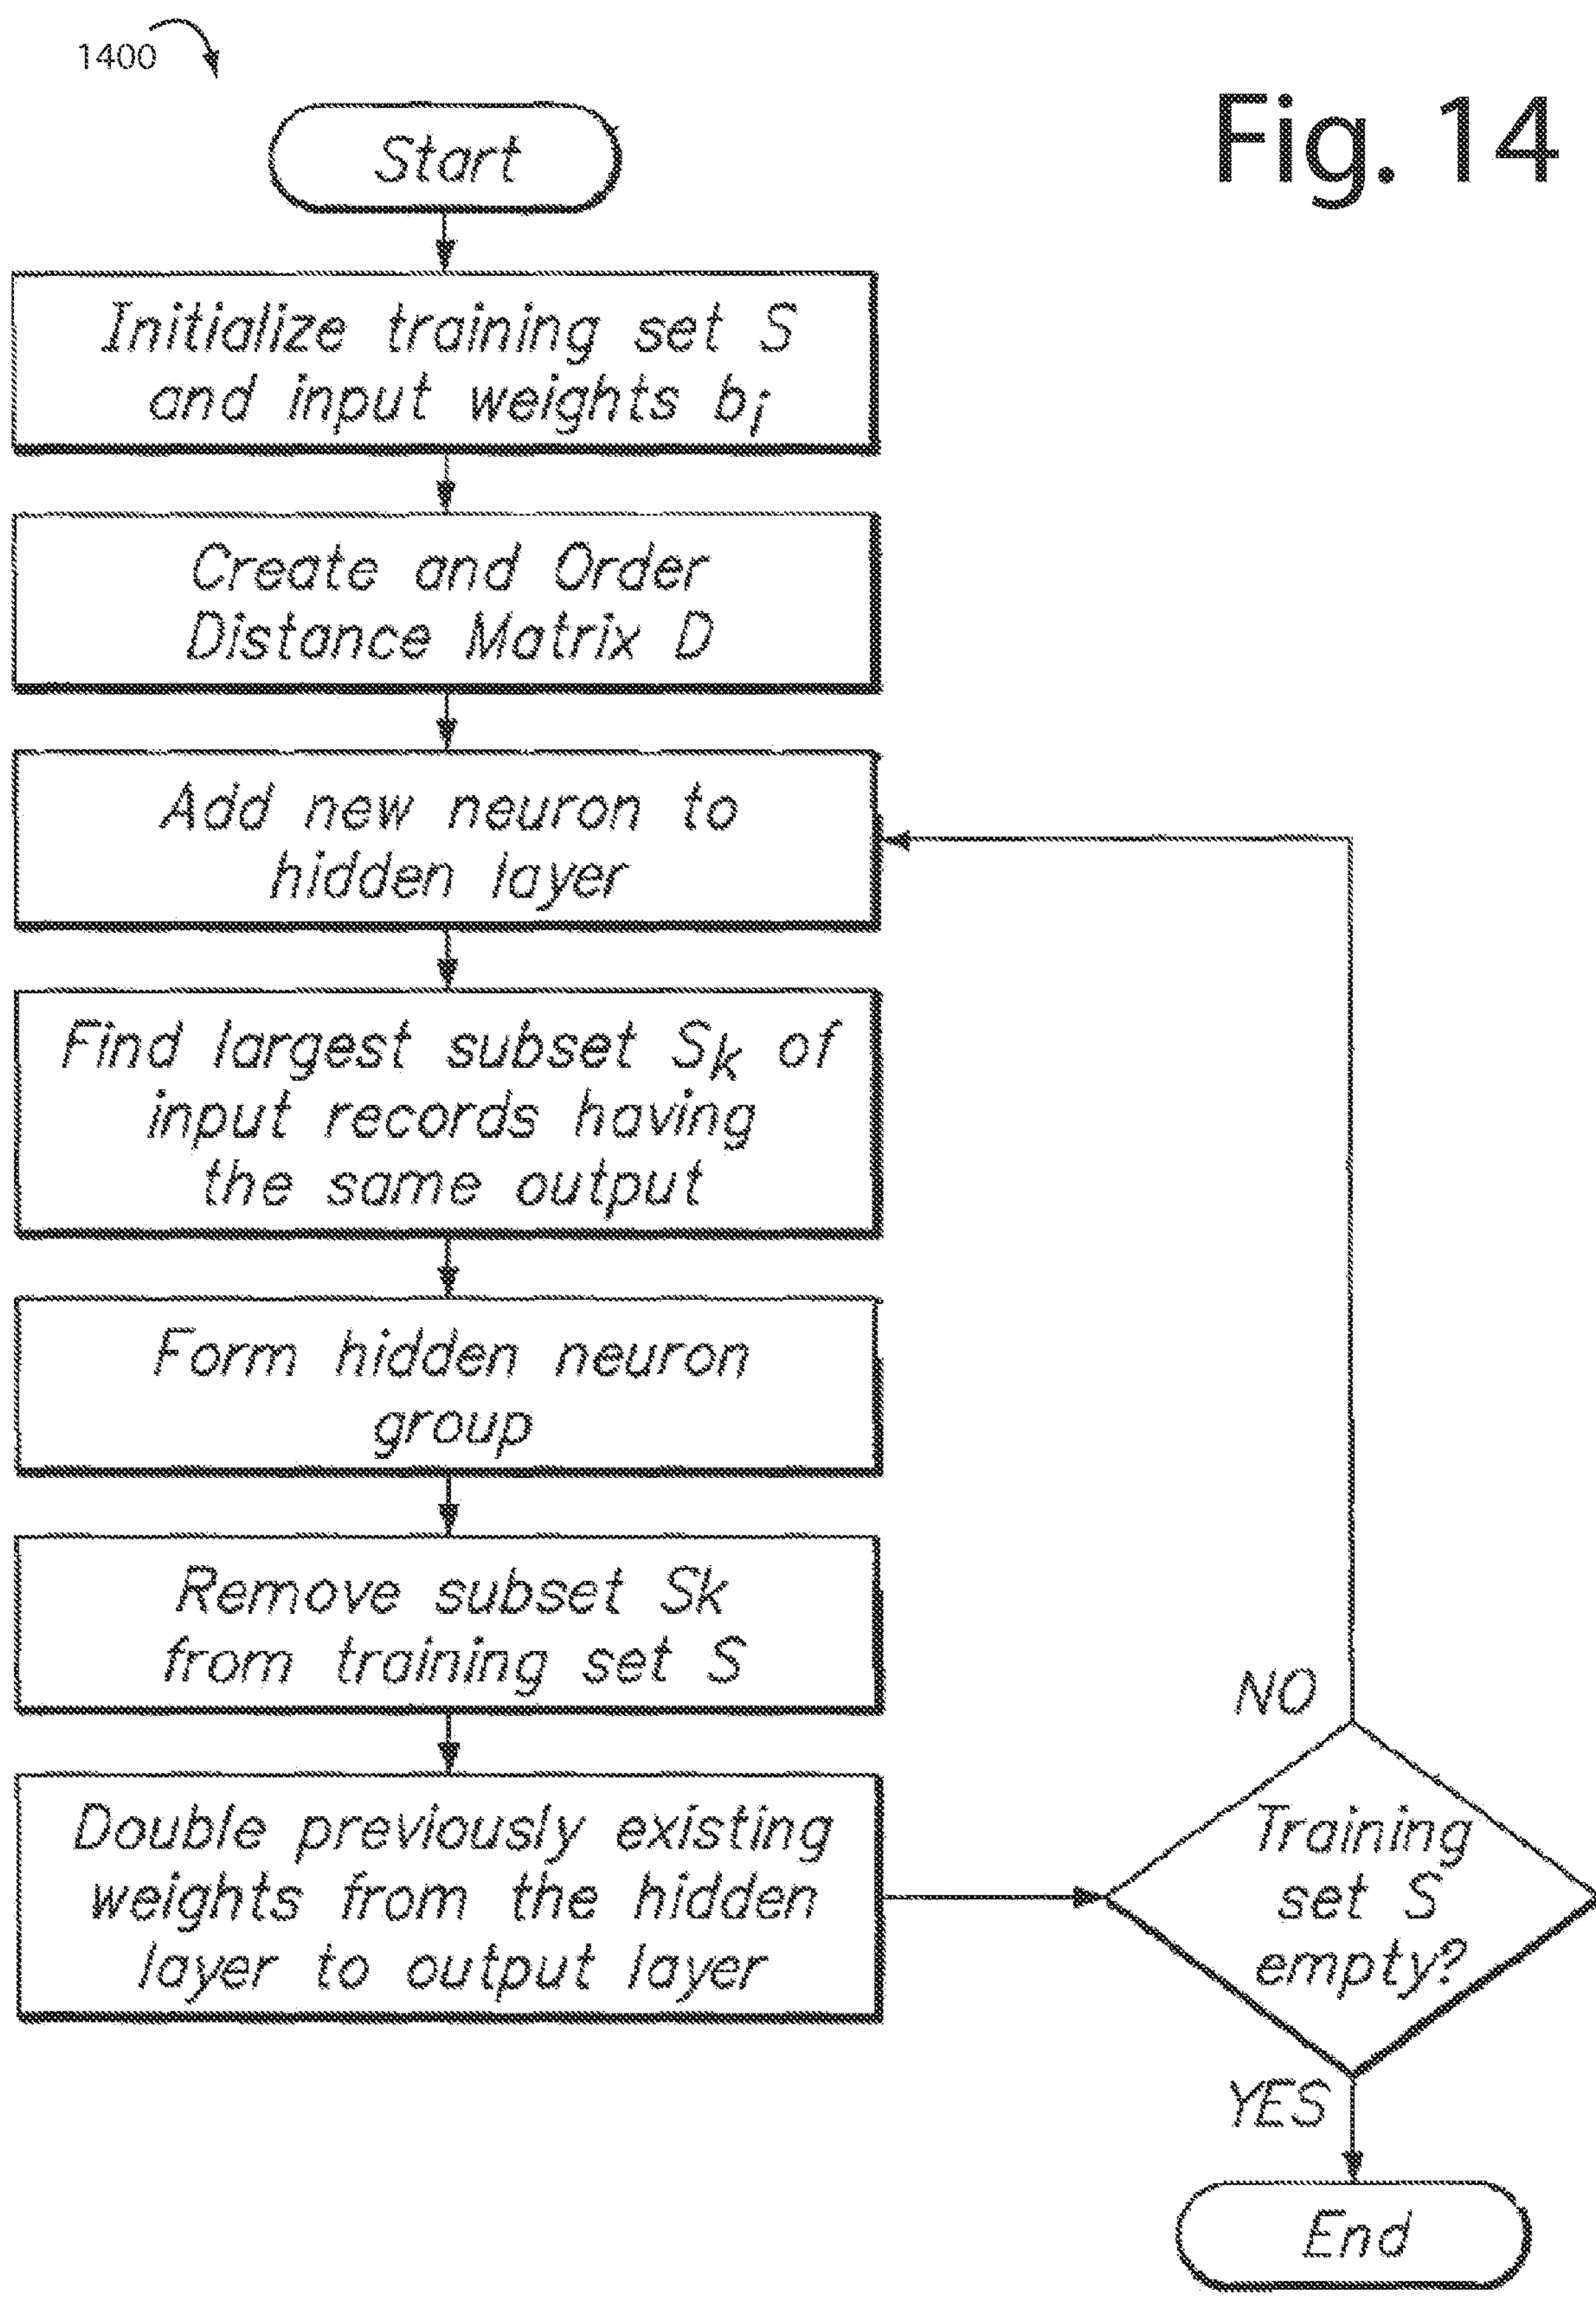 1400
Fig. 14
Start
Initialize training set S
and input weights bi
Create and Order
Distance Matrix D
Add new neuron to
hidden layer
Find largest subset Sk of
input records having
the same output
Form hidden neuron
group
Remove subset Sk
from training set S
Double previously existing
weights from the hidden
layer to output layer
NO
Training
set S
empty?
YES
End